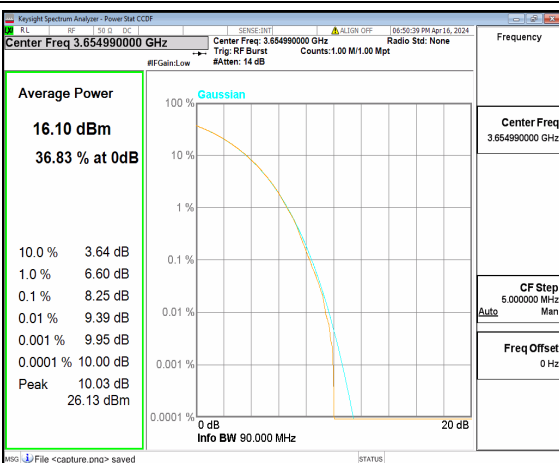 Keysight Spectrum Analyzer - Power Stat CCDF
RL RF 50 Ω DC SENSE:INT ALIGN OFF 06:50:39 PM Apr 16, 2024
Center Freq 3.654990000 GHz
Center Freq: 3.654990000 GHz Radio Std: None
Trig: RF Burst Counts:1.00 M/1.00 Mpt
#IFGain:Low #Atten: 14 dB
Frequency
Average Power
16.10 dBm
36.83 % at 0dB
10.0 % 3.64 dB
1.0 % 6.60 dB
0.1 % 8.25 dB
0.01 % 9.39 dB
0.001 % 9.95 dB
0.0001 % 10.00 dB
Peak 10.03 dB
26.13 dBm
Gaussian
100 %
10 %
1 %
0.1 %
0.01 %
0.001 %
0.0001 %
0 dB 20 dB
Info BW 90.000 MHz
Center Freq
3.654990000 GHz
CF Step
5.000000 MHz
Auto Man
Freq Offset
0 Hz
MSG File <capture.png> saved STATUS